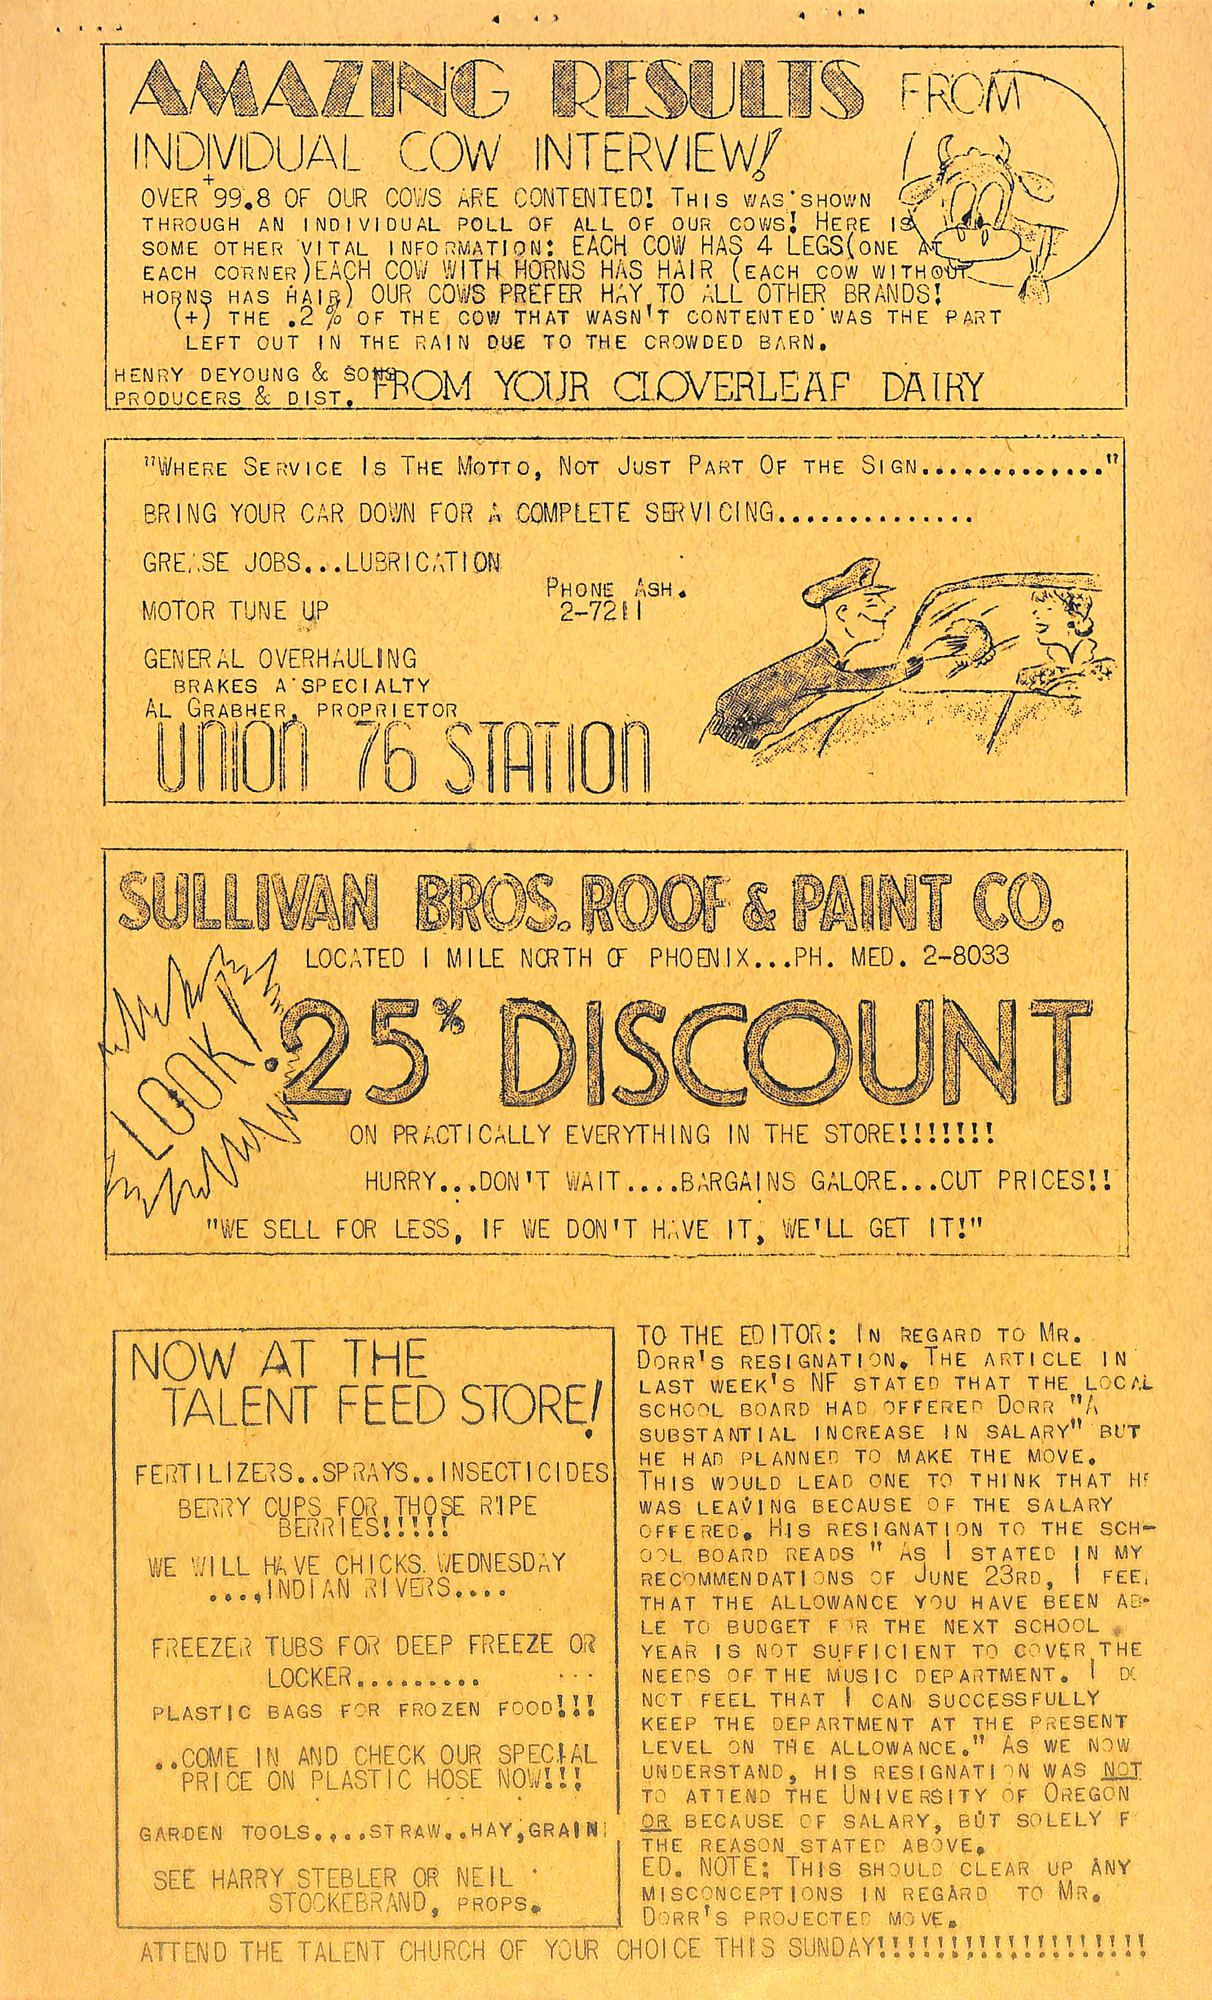 AMAZING RESULTS FROM
INDIVIDUAL COW INTERVIEW!
OVER +99.8 OF OUR COWS ARE CONTENTED! THIS WAS SHOWN
THROUGH AN INDIVIDUAL POLL OF ALL OF OUR COWS! HERE IS
SOME OTHER VITAL INFORMATION: EACH COW HAS 4 LEGS(ONE AT
EACH CORNER)EACH COW WITH HORNS HAS HAIR (EACH COW WITHOUT
HORNS HAS HAIR) OUR COWS PREFER HAY TO ALL OTHER BRANDS!
(+) THE .2% OF THE COW THAT WASN'T CONTENTED WAS THE PART
LEFT OUT IN THE RAIN DUE TO THE CROWDED BARN.
HENRY DEYOUNG & SONS
PRODUCERS & DIST. FROM YOUR CLOVERLEAF DAIRY
"WHERE SERVICE IS THE MOTTO, NOT JUST PART OF THE SIGN............."
BRING YOUR CAR DOWN FOR A COMPLETE SERVICING..............
GREASE JOBS...LUBRICATION
PHONE ASH.
MOTOR TUNE UP 2-7211
GENERAL OVERHAULING
BRAKES A SPECIALTY
AL GRABHER, PROPRIETOR
UNION 76 STATION
SULLIVAN BROS. ROOF & PAINT CO.
LOCATED 1 MILE NORTH OF PHOENIX...PH. MED. 2-8033
LOOK!
25% DISCOUNT
ON PRACTICALLY EVERYTHING IN THE STORE!!!!!!!
HURRY...DON'T WAIT....BARGAINS GALORE...CUT PRICES!!
"WE SELL FOR LESS, IF WE DON'T HAVE IT, WE'LL GET IT!"
NOW AT THE
TALENT FEED STORE!
FERTILIZERS..SPRAYS..INSECTICIDES
BERRY CUPS FOR THOSE RIPE
BERRIES!!!!!
WE WILL HAVE CHICKS WEDNESDAY
....INDIAN RIVERS....
FREEZER TUBS FOR DEEP FREEZE OR
LOCKER.........
PLASTIC BAGS FOR FROZEN FOOD!!!
..COME IN AND CHECK OUR SPECIAL
PRICE ON PLASTIC HOSE NOW!!!
GARDEN TOOLS....STRAW..HAY,GRAIN
SEE HARRY STEBLER OR NEIL
STOCKEBRAND, PROPS.
TO THE EDITOR: IN REGARD TO MR.
DORR'S RESIGNATION. THE ARTICLE IN
LAST WEEK'S NF STATED THAT THE LOCAL
SCHOOL BOARD HAD OFFERED DORR "A
SUBSTANTIAL INCREASE IN SALARY" BUT
HE HAD PLANNED TO MAKE THE MOVE.
THIS WOULD LEAD ONE TO THINK THAT HE
WAS LEAVING BECAUSE OF THE SALARY
OFFERED. HIS RESIGNATION TO THE SCH-
OOL BOARD READS " AS I STATED IN MY
RECOMMENDATIONS OF JUNE 23RD, I FEEL
THAT THE ALLOWANCE YOU HAVE BEEN AB-
LE TO BUDGET FOR THE NEXT SCHOOL
YEAR IS NOT SUFFICIENT TO COVER THE
NEEDS OF THE MUSIC DEPARTMENT. I DO
NOT FEEL THAT I CAN SUCCESSFULLY
KEEP THE DEPARTMENT AT THE PRESENT
LEVEL ON THE ALLOWANCE." AS WE NOW
UNDERSTAND, HIS RESIGNATION WAS NOT
TO ATTEND THE UNIVERSITY OF OREGON
OR BECAUSE OF SALARY, BUT SOLELY F
THE REASON STATED ABOVE.
ED. NOTE: THIS SHOULD CLEAR UP ANY
MISCONCEPTIONS IN REGARD TO MR.
DORR'S PROJECTED MOVE.
ATTEND THE TALENT CHURCH OF YOUR CHOICE THIS SUNDAY!!!!!!!!!!!!!!!!!!